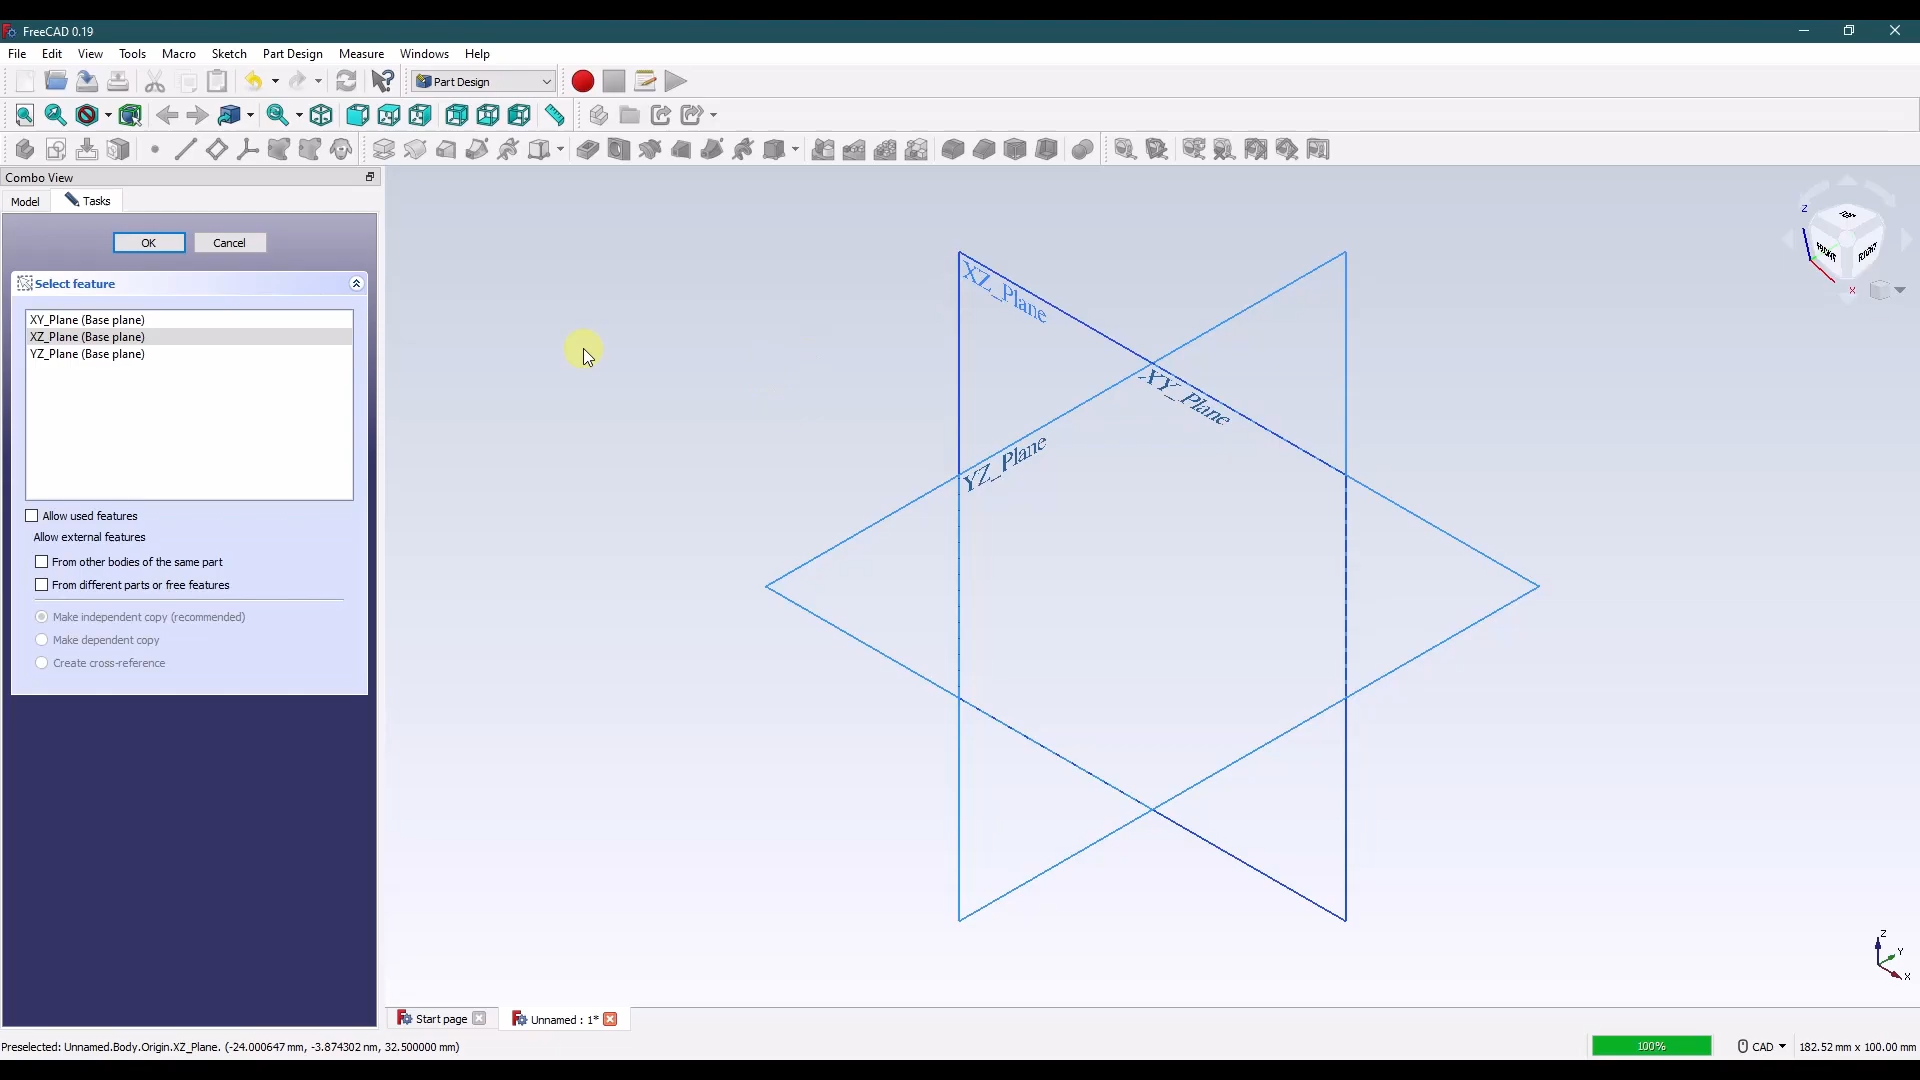 FreeCAD 0.19
File Edit View Tools Macro Sketch Part Design Measure Windows Help
Part Design
Combo View
Model Tasks
OK Cancel
Select feature
XY_Plane (Base plane)
XZ_Plane (Base plane)
YZ_Plane (Base plane)
Allow used features
Allow external features
From other bodies of the same part
From different parts or free features
Make independent copy (recommended)
Make dependent copy
Create cross-reference
XZ_Plane
XY_Plane
YZ_Plane
Z
TOP
FRONT RIGHT
X
Z
Y
X
Start page Unnamed : 1*
Preselected: Unnamed.Body.Origin.XZ_Plane. (-24.000647 mm, -3.874302 nm, 32.500000 mm) 100% CAD 182.52 mm x 100.00 mm